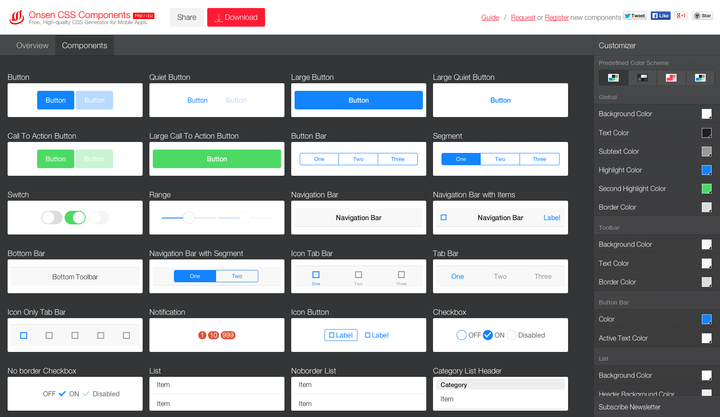 Onsen CSS Components PREVIEW
Free, High-quality CSS Generator for Mobile Apps.
Share
Download
Guide / Request or Register new components
Tweet
Like
+1
Star
Overview
Components
Customizer
Button
Quiet Button
Large Button
Large Quiet Button
Button Button
Button Button
Button
Button
Call To Action Button
Large Call To Action Button
Button Bar
Segment
Button Button
Button
One Two Three
One Two Three
Switch
Range
Navigation Bar
Navigation Bar with Items
Navigation Bar
Navigation Bar Label
Bottom Bar
Navigation Bar with Segment
Icon Tab Bar
Tab Bar
Bottom Toolbar
One Two
One Two Three
One Two Three
Icon Only Tab Bar
Notification
Icon Button
Checkbox
1 10 999
Label Label
OFF ON Disabled
No border Checkbox
List
Noborder List
Category List Header
OFF ON Disabled
Item
Item
Item
Item
Category
Item
Predefined Color Scheme
Global
Background Color
Text Color
Subtext Color
Highlight Color
Second Highlight Color
Border Color
Toolbar
Background Color
Text Color
Border Color
Button Bar
Color
Active Text Color
List
Background Color
Header Background Color
Subscribe Newsletter